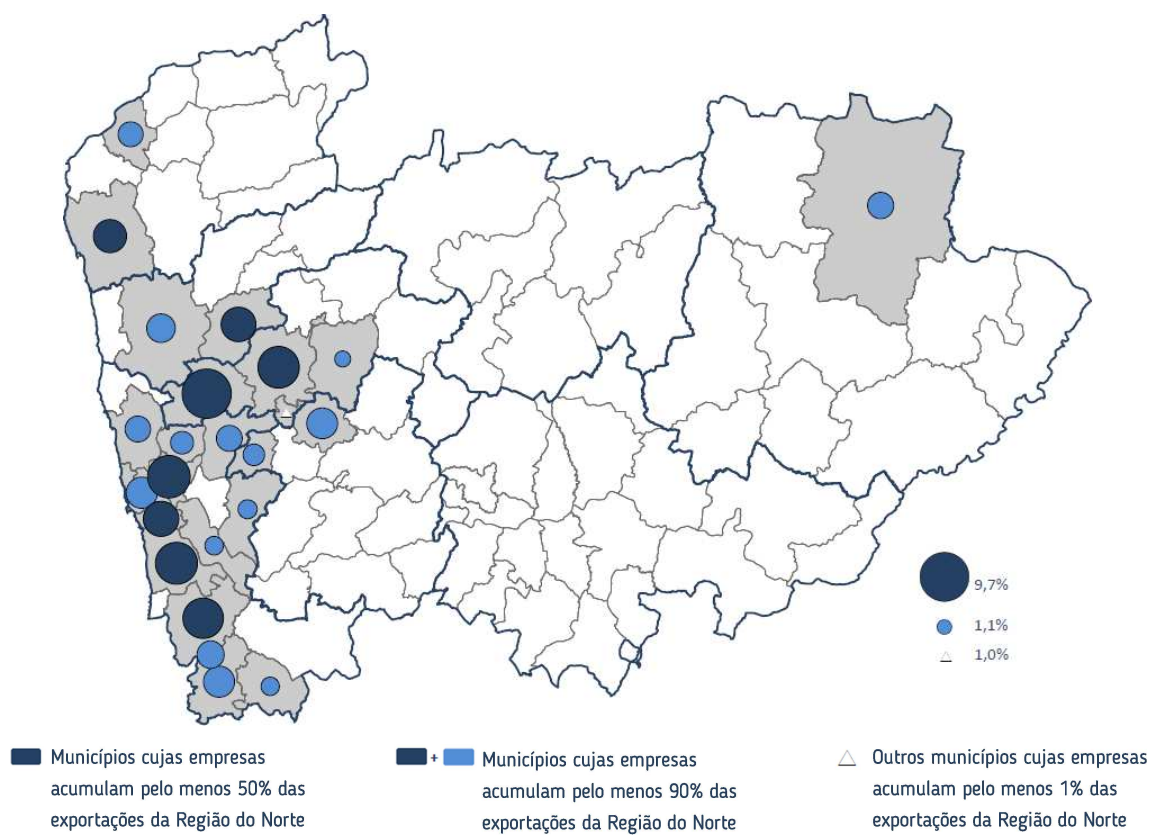 9,7%
1,1%
1,0%
Municípios cujas empresas
acumulam pelo menos 50% das
exportações da Região do Norte
+
Municípios cujas empresas
acumulam pelo menos 90% das
exportações da Região do Norte
Outros municípios cujas empresas
acumulam pelo menos 1% das
exportações da Região do Norte